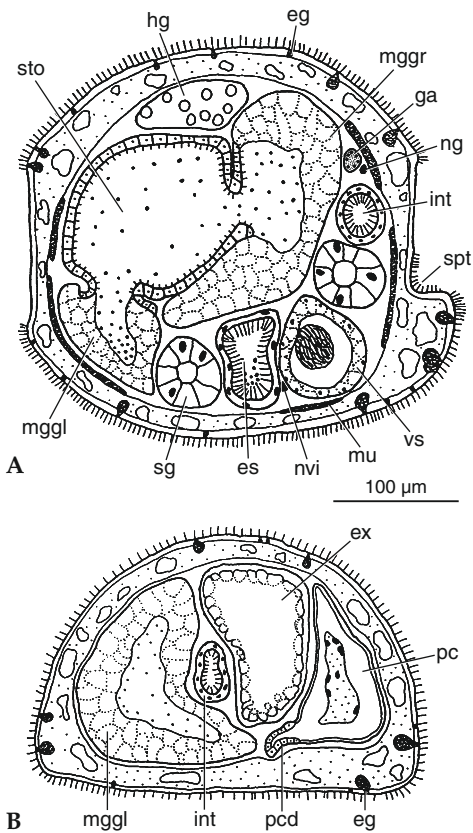 hg
eg
sto
mggr
ga
ng
int
spt
mggl
sg
es
nvi
mu
vs
A
100 µm
ex
pc
B
mggl
int
pcd
eg